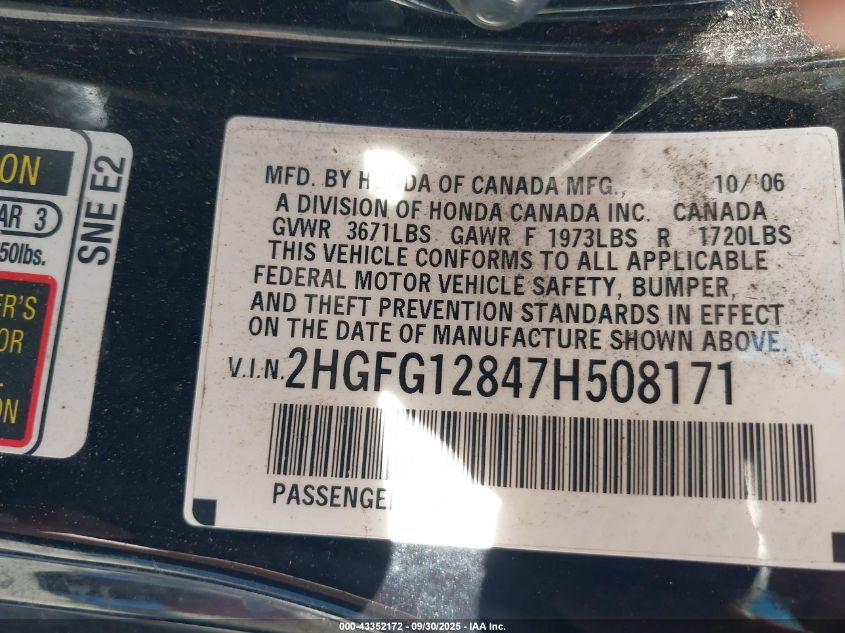 ON
AR 3
50lbs.
SNE E2
ER'S
OR
ON
MFD. BY HONDA OF CANADA MFG., 10/'06
A DIVISION OF HONDA CANADA INC. CANADA
GVWR 3671LBS GAWR F 1973LBS R 1720LBS
THIS VEHICLE CONFORMS TO ALL APPLICABLE
FEDERAL MOTOR VEHICLE SAFETY, BUMPER,
AND THEFT PREVENTION STANDARDS IN EFFECT
ON THE DATE OF MANUFACTURE SHOWN ABOVE.
V.I.N. 2HGFG12847H508171
PASSENGER
000-43352172 - 09/30/2025 - IAA, Inc.